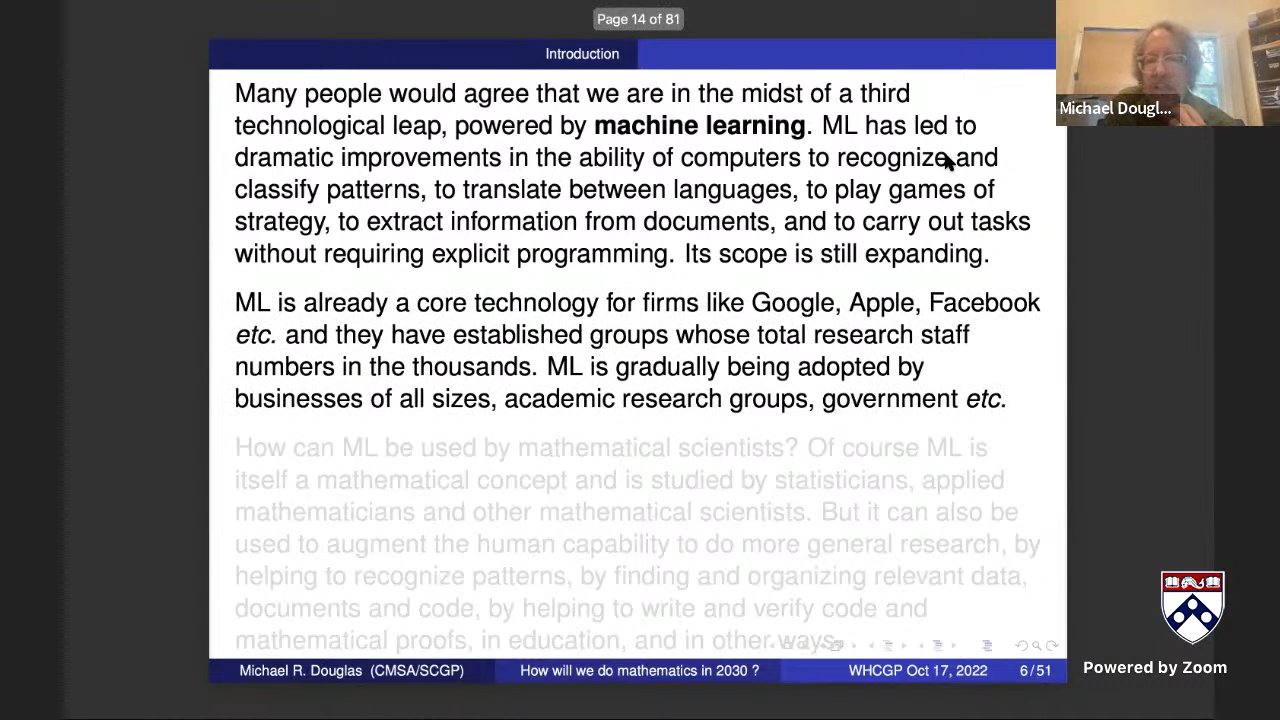 Page 14 of 81
Introduction
Many people would agree that we are in the midst of a third
technological leap, powered by machine learning. ML has led to
dramatic improvements in the ability of computers to recognize and
classify patterns, to translate between languages, to play games of
strategy, to extract information from documents, and to carry out tasks
without requiring explicit programming. Its scope is still expanding.
ML is already a core technology for firms like Google, Apple, Facebook
etc. and they have established groups whose total research staff
numbers in the thousands. ML is gradually being adopted by
businesses of all sizes, academic research groups, government etc.
How can ML be used by mathematical scientists? Of course ML is
itself a mathematical concept and is studied by statisticians, applied
mathematicians and other mathematical scientists. But it can also be
used to augment the human capability to do more general research, by
helping to recognize patterns, by finding and organizing relevant data,
documents and code, by helping to write and verify code and
mathematical proofs, in education, and in other ways.
Michael R. Douglas (CMSA/SCGP)
How will we do mathematics in 2030 ?
WHCGP Oct 17, 2022
6/51
Michael Dougl...
Powered by Zoom